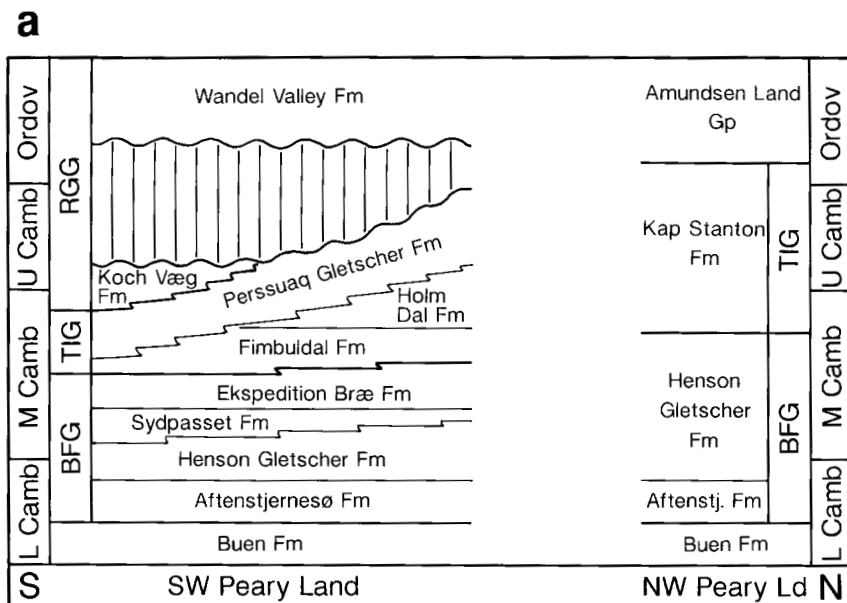 a
Ordov
U Camb
M Camb
L Camb
RGG
TIG
BFG
Wandel Valley Fm
Koch Væg
Fm
Perssuaq Gletscher Fm
Holm
Dal Fm
Fimbuldal Fm
Ekspedition Bræ Fm
Sydpasset Fm
Henson Gletscher Fm
Aftenstjernesø Fm
Buen Fm
Amundsen Land
Gp
Kap Stanton
Fm
Henson
Gletscher
Fm
Aftenstj. Fm
Buen Fm
TIG
BFG
Ordov
U Camb
M Camb
L Camb
S SW Peary Land NW Peary Ld N